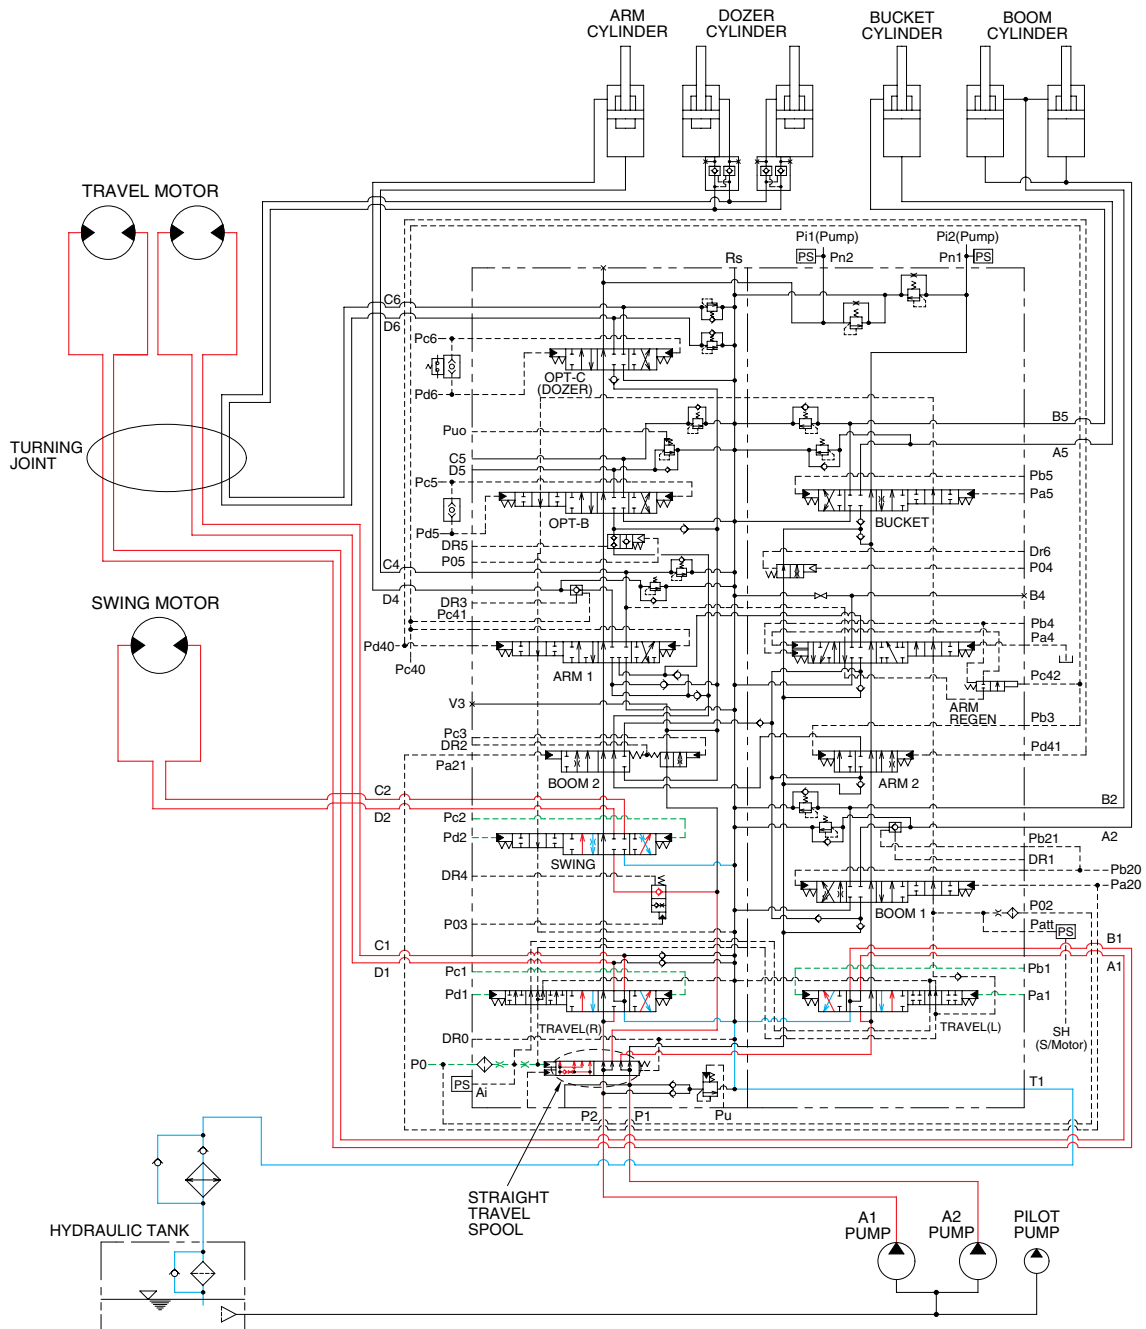 ARM
CYLINDER
DOZER
CYLINDER
BUCKET
CYLINDER
BOOM
CYLINDER
TRAVEL MOTOR
Pi1(Pump)
Pi2(Pump)
PS
Pn2
Rs
Pn1
PS
C6
D6
Pc6
Pd6
OPT-C
(DOZER)
TURNING
JOINT
Puo
C5
D5
Pc5
Pd5
OPT-B
B5
A5
Pb5
Pa5
BUCKET
DR5
P05
C4
D4
DR3
Pc41
Pd40
Pc40
ARM 1
Dr6
P04
B4
Pb4
Pa4
Pc42
ARM
REGEN
SWING MOTOR
V3
Pc3
DR2
Pa21
BOOM 2
Pb3
Pd41
ARM 2
C2
D2
Pc2
Pd2
SWING
B2
A2
Pb21
DR1
Pb20
Pa20
BOOM 1
DR4
P03
P02
Patt
PS
C1
D1
Pc1
Pd1
TRAVEL(R)
B1
A1
Pb1
Pa1
TRAVEL(L)
SH
(S/Motor)
DR0
P0
PS
Ai
T1
P2
P1
Pu
STRAIGHT
TRAVEL
SPOOL
HYDRAULIC TANK
A1
PUMP
A2
PUMP
PILOT
PUMP